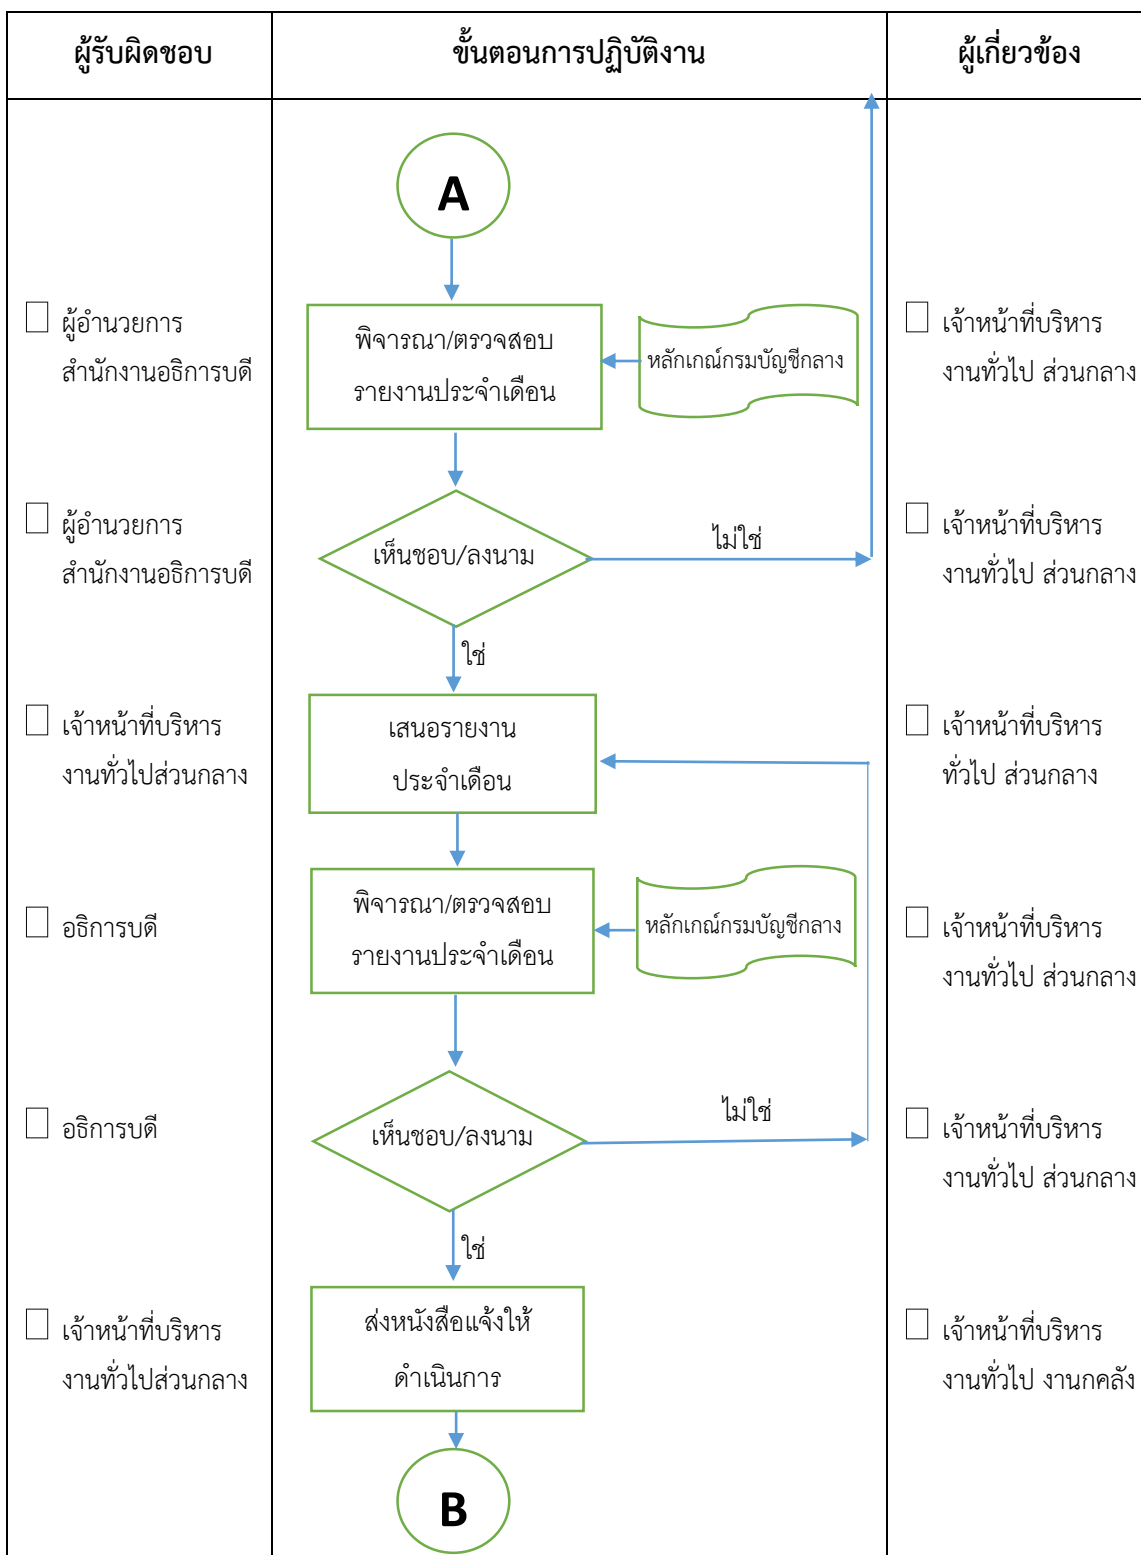 ผู้รับผิดชอบ
ขั้นตอนการปฏิบัติงาน
ผู้เกี่ยวข้อง
A
ผู้อำนวยการ
สำนักงานอธิการบดี
พิจารณา/ตรวจสอบ
รายงานประจำเดือน
หลักเกณ์กรมบัญชีกลาง
เจ้าหน้าที่บริหาร
งานทั่วไป ส่วนกลาง
ผู้อำนวยการ
สำนักงานอธิการบดี
เห็นชอบ/ลงนาม
ไม่ใช่
เจ้าหน้าที่บริหาร
งานทั่วไป ส่วนกลาง
ใช่
เจ้าหน้าที่บริหาร
งานทั่วไปส่วนกลาง
เสนอรายงาน
ประจำเดือน
เจ้าหน้าที่บริหาร
ทั่วไป ส่วนกลาง
อธิการบดี
พิจารณา/ตรวจสอบ
รายงานประจำเดือน
หลักเกณ์กรมบัญชีกลาง
เจ้าหน้าที่บริหาร
งานทั่วไป ส่วนกลาง
อธิการบดี
เห็นชอบ/ลงนาม
ไม่ใช่
เจ้าหน้าที่บริหาร
งานทั่วไป ส่วนกลาง
ใช่
เจ้าหน้าที่บริหาร
งานทั่วไปส่วนกลาง
ส่งหนังสือแจ้งให้
ดำเนินการ
เจ้าหน้าที่บริหาร
งานทั่วไป งานกคลัง
B